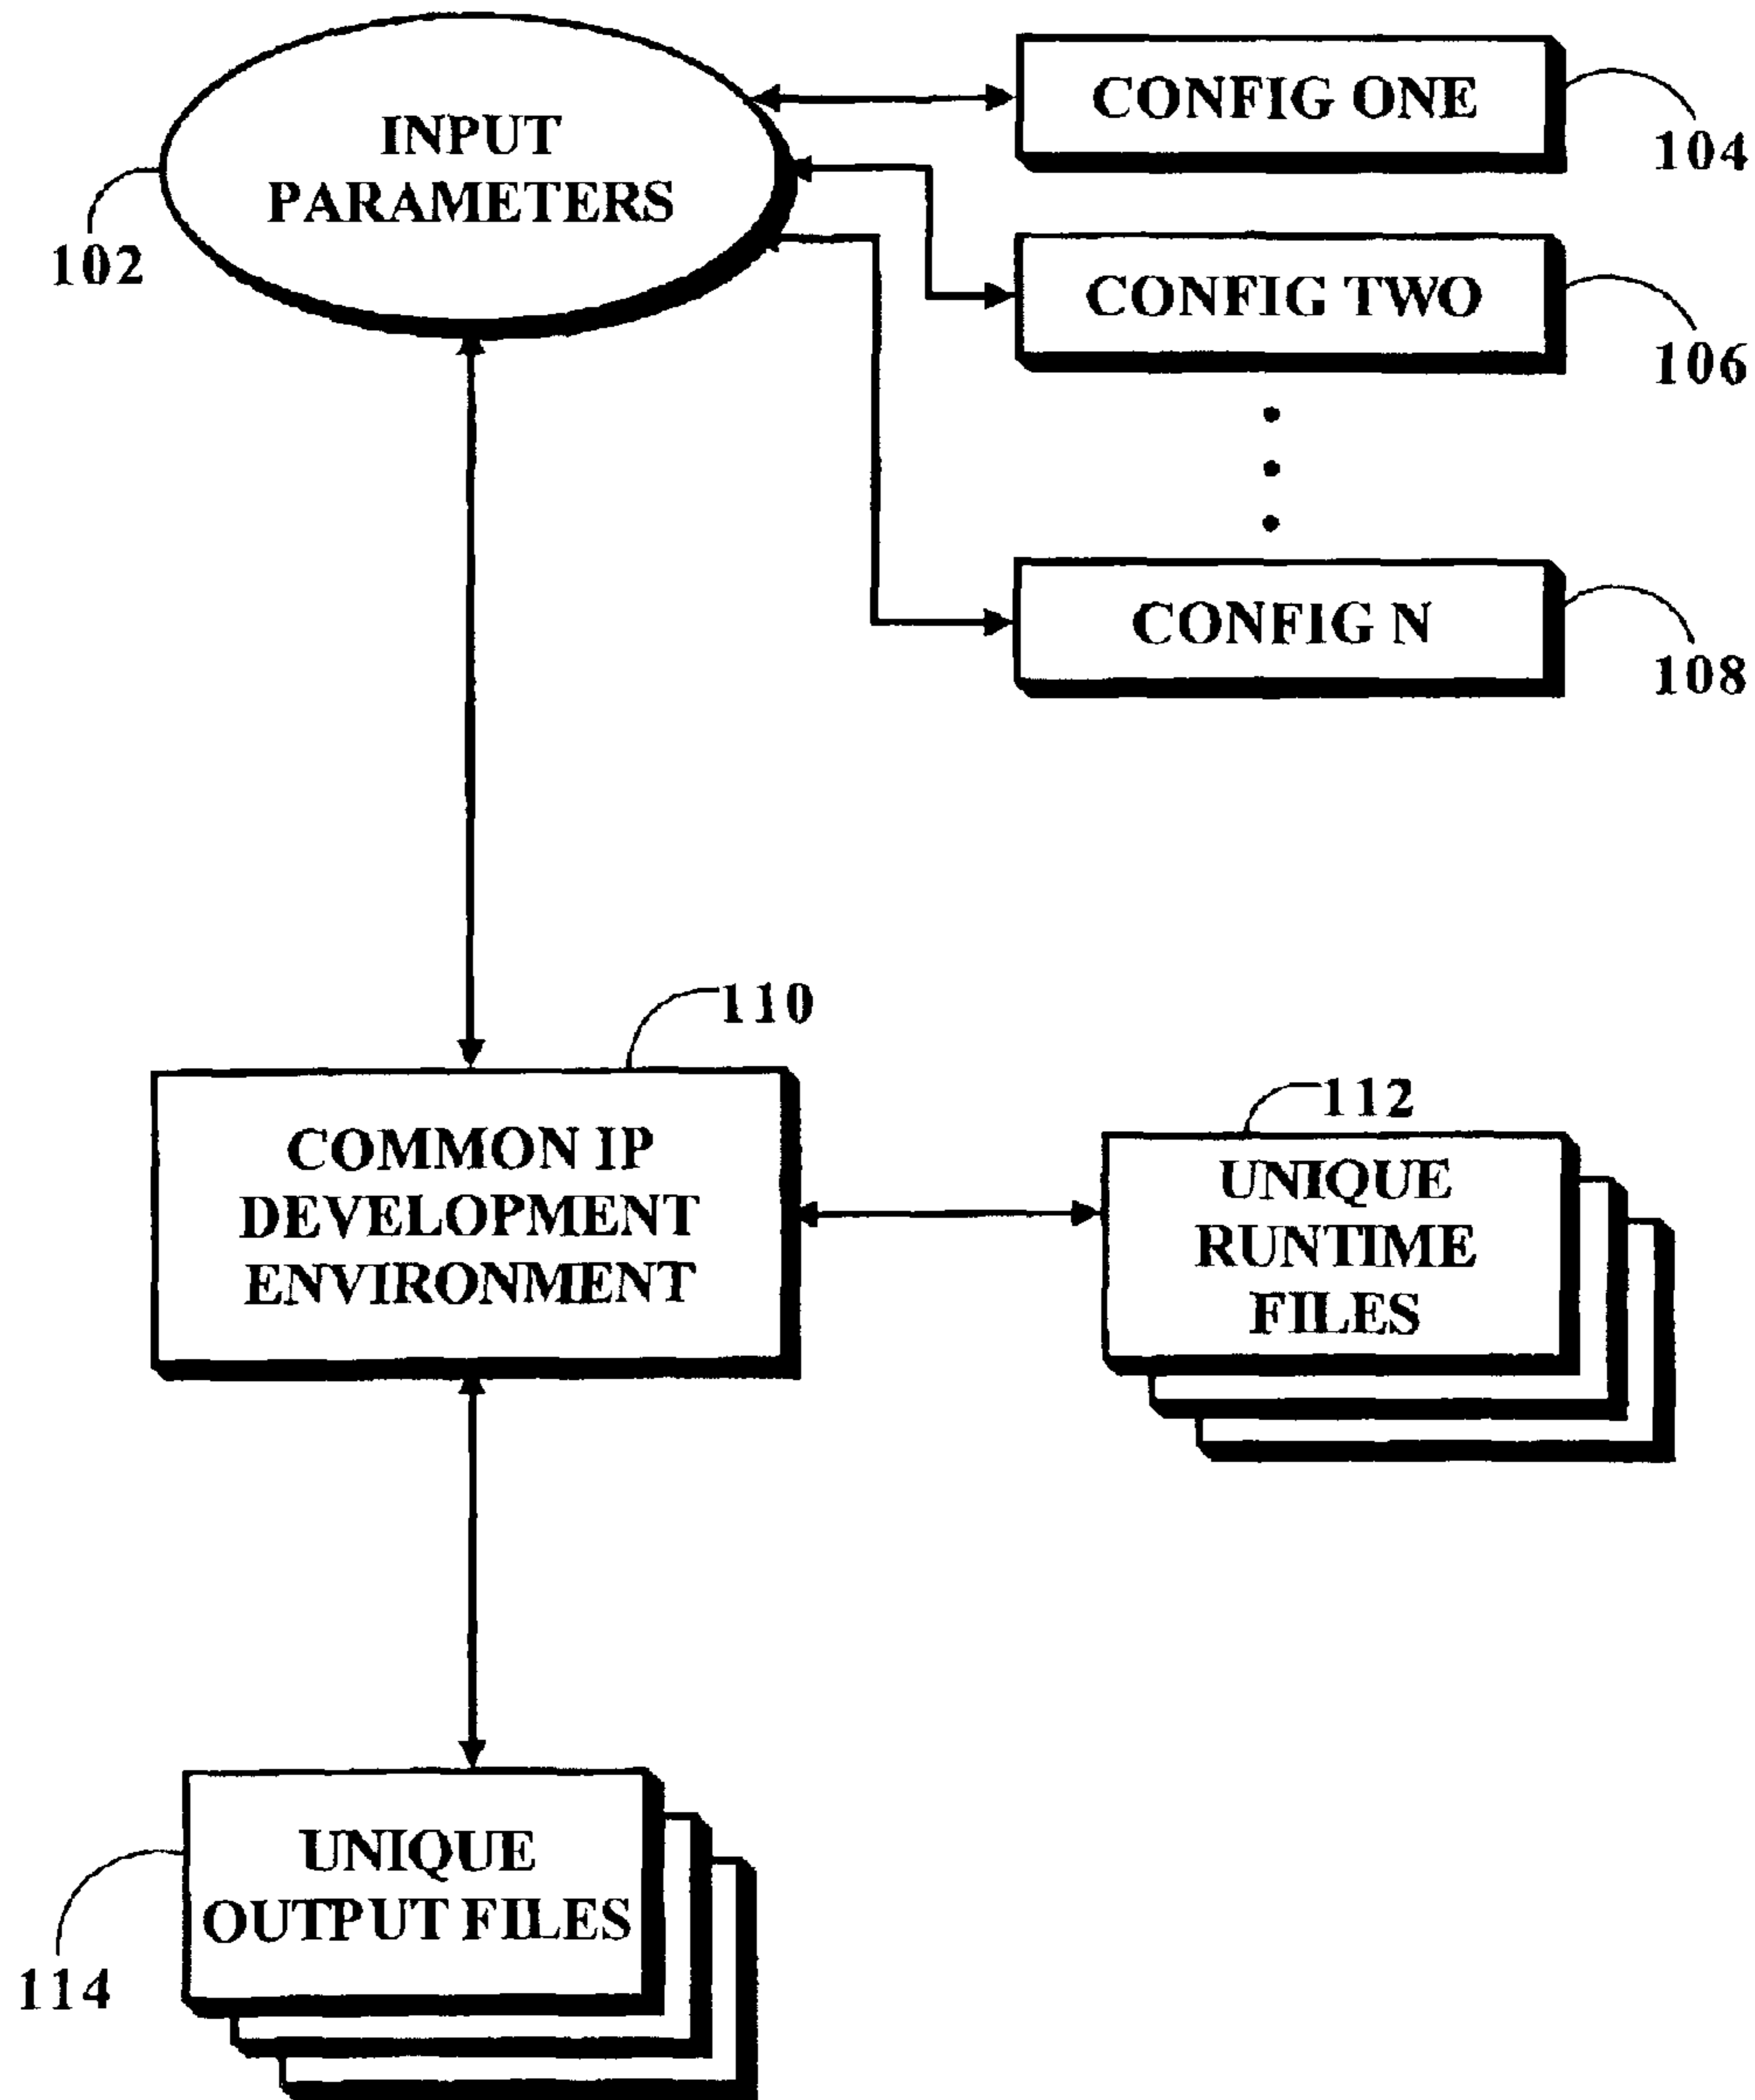 INPUT
PARAMETERS
102
CONFIG ONE
104
CONFIG TWO
106
CONFIG N
108
110
COMMON IP
DEVELOPMENT
ENVIRONMENT
112
UNIQUE
RUNTIME
FILES
UNIQUE
OUTPUT FILES
114